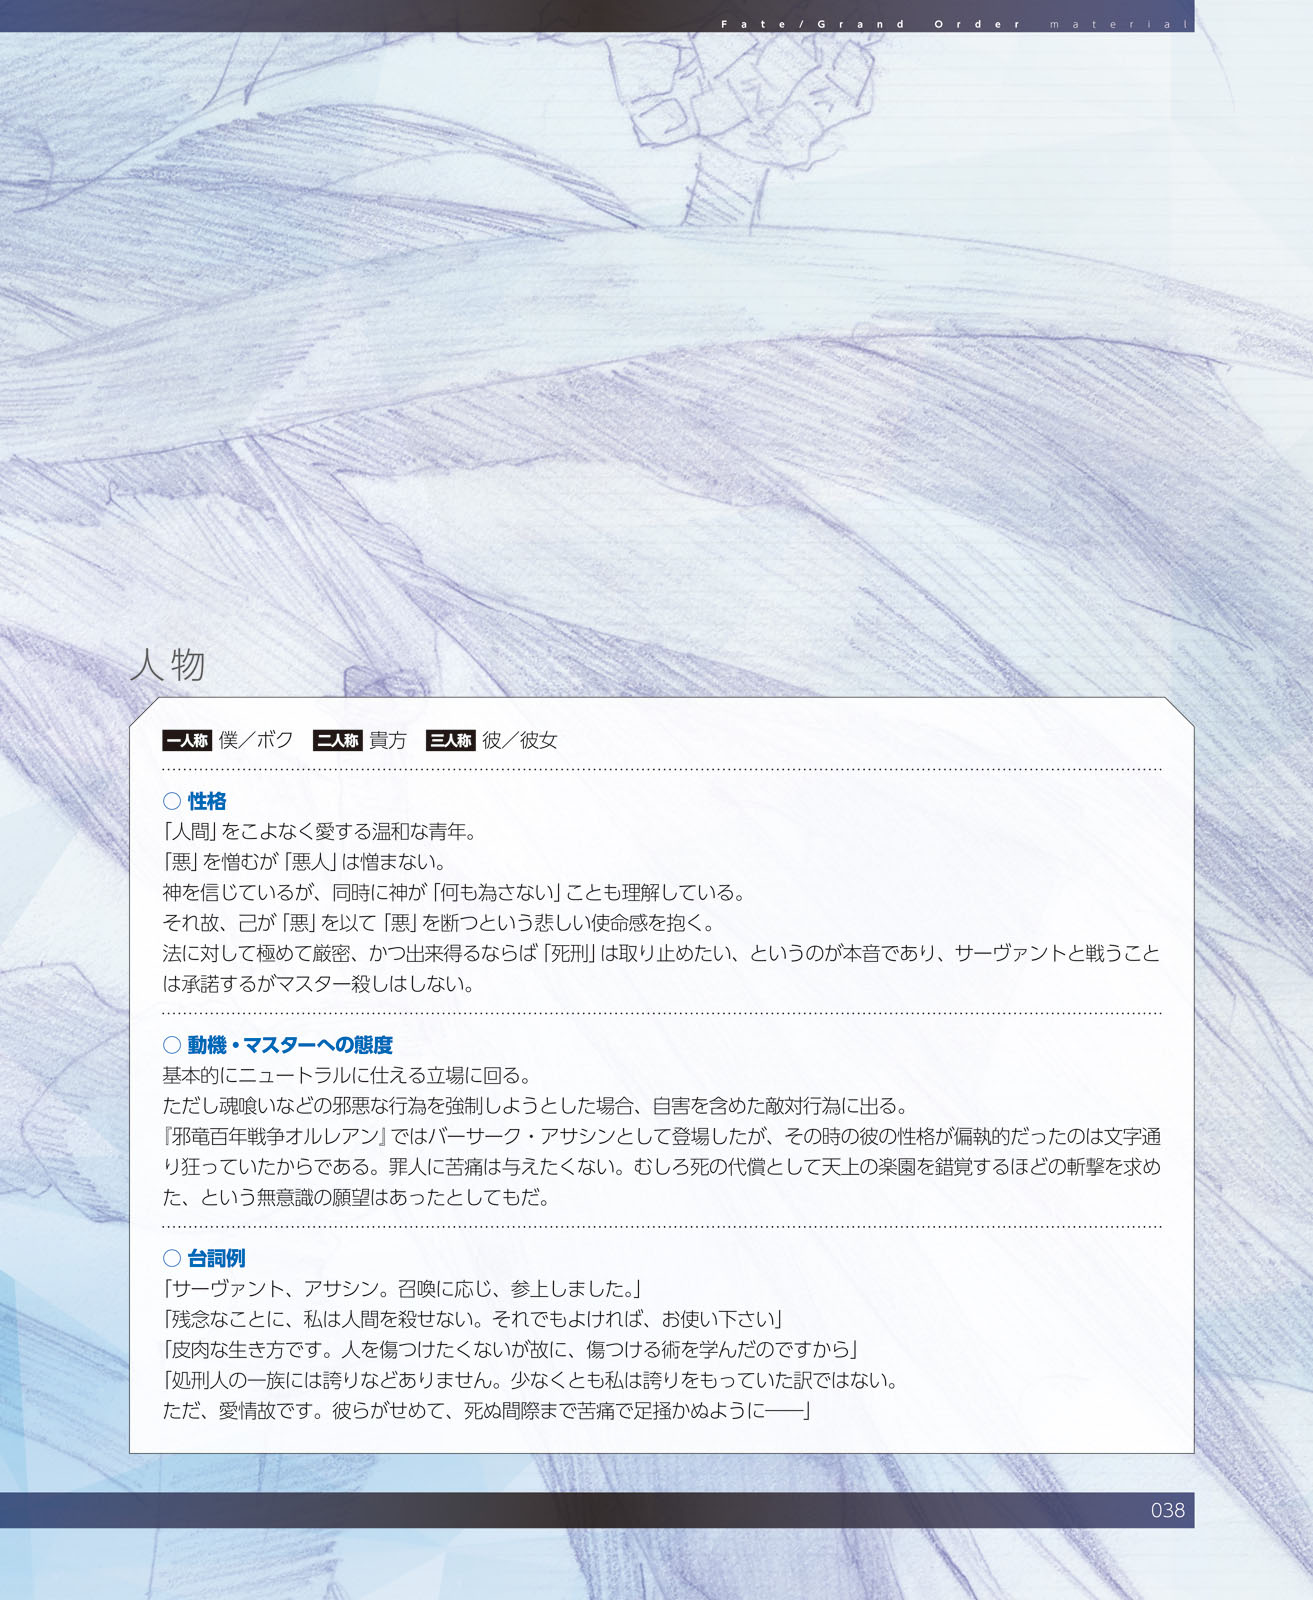 Fate/Grand Order material
人物
一人称 僕／ボク 二人称 貴方 三人称 彼／彼女
○ 性格
「人間」をこよなく愛する温和な青年。
「悪」を憎むが「悪人」は憎まない。
神を信じているが、同時に神が「何も為さない」ことも理解している。
それ故、己が「悪」を以て「悪」を断つという悲しい使命感を抱く。
法に対して極めて厳密、かつ出来得るならば「死刑」は取り止めたい、というのが本音であり、サーヴァントと戦うこと
は承諾するがマスター殺しはしない。
○ 動機・マスターへの態度
基本的にニュートラルに仕える立場に回る。
ただし魂喰いなどの邪悪な行為を強制しようとした場合、自害を含めた敵対行為に出る。
『邪竜百年戦争オルレアン』ではバーサーク・アサシンとして登場したが、その時の彼の性格が偏執的だったのは文字通
り狂っていたからである。罪人に苦痛は与えたくない。むしろ死の代償として天上の楽園を錯覚するほどの斬撃を求め
た、という無意識の願望はあったとしてもだ。
○ 台詞例
「サーヴァント、アサシン。召喚に応じ、参上しました。」
「残念なことに、私は人間を殺せない。それでもよければ、お使い下さい」
「皮肉な生き方です。人を傷つけたくないが故に、傷つける術を学んだのですから」
「処刑人の一族には誇りなどありません。少なくとも私は誇りをもっていた訳ではない。
ただ、愛情故です。彼らがせめて、死ぬ間際まで苦痛で足掻かぬように――」
038